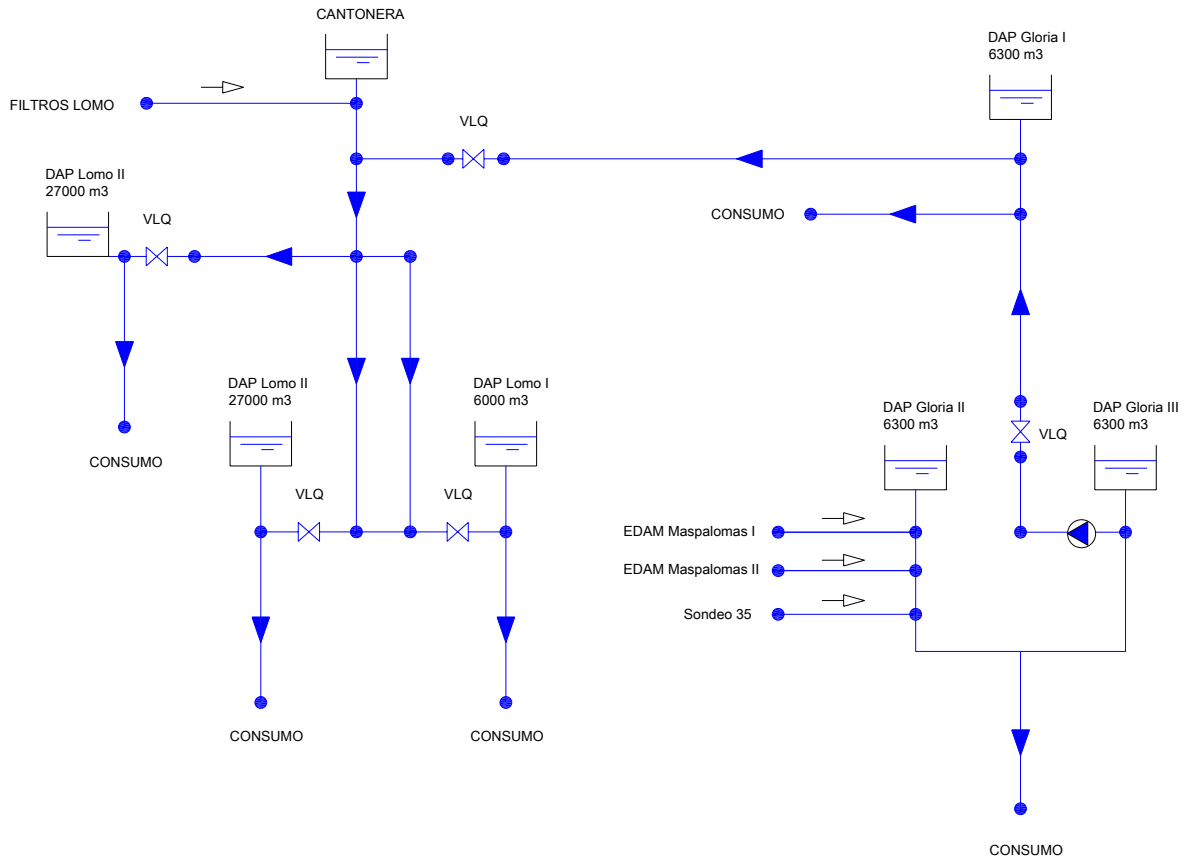 CANTONERA
DAP Gloria I
6300 m3
FILTROS LOMO
VLQ
DAP Lomo II
27000 m3
VLQ
CONSUMO
DAP Lomo II
27000 m3
DAP Lomo I
6000 m3
DAP Gloria II
6300 m3
DAP Gloria III
6300 m3
VLQ
CONSUMO
VLQ
VLQ
EDAM Maspalomas I
EDAM Maspalomas II
Sondeo 35
CONSUMO
CONSUMO
CONSUMO